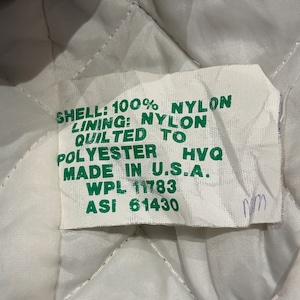 SHELL: 100% NYLON
LINING: NYLON
QUILTED TO
POLYESTER HVQ
MADE IN U.S.A.
WPL 11783
ASI 61430